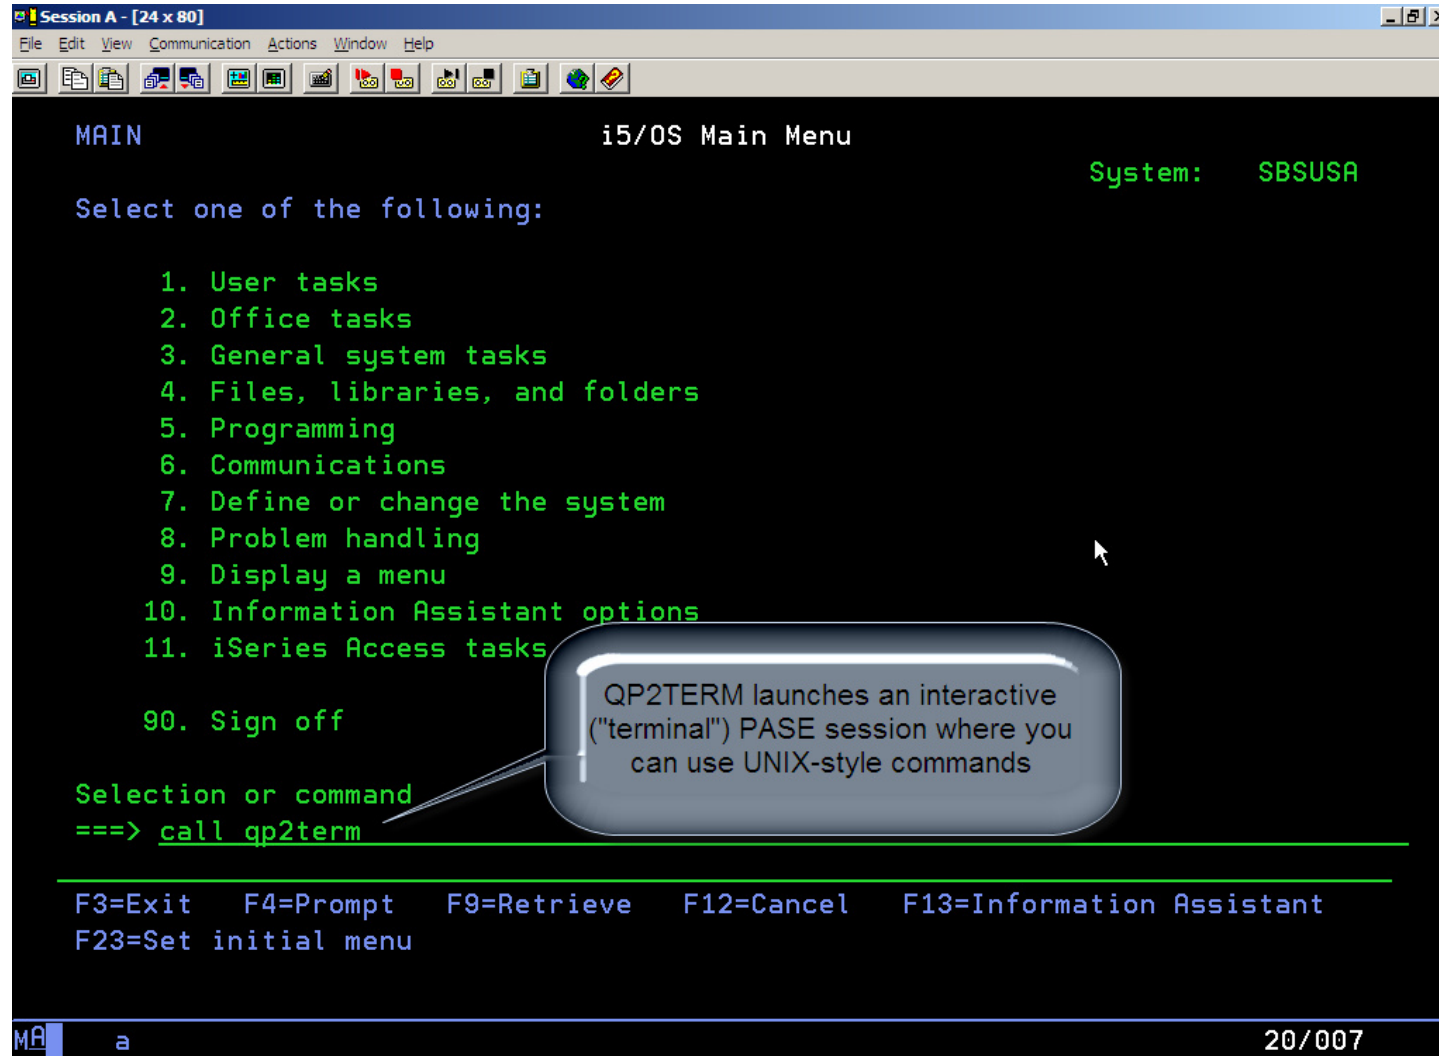 Session A - [24 x 80]
File Edit View Communication Actions Window Help
MAIN i5/OS Main Menu
System: SBSUSA
Select one of the following:
1. User tasks
2. Office tasks
3. General system tasks
4. Files, libraries, and folders
5. Programming
6. Communications
7. Define or change the system
8. Problem handling
9. Display a menu
10. Information Assistant options
11. iSeries Access tasks
90. Sign off
QP2TERM launches an interactive
("terminal") PASE session where you
can use UNIX-style commands
Selection or command
===> call qp2term
F3=Exit F4=Prompt F9=Retrieve F12=Cancel F13=Information Assistant
F23=Set initial menu
MA a 20/007